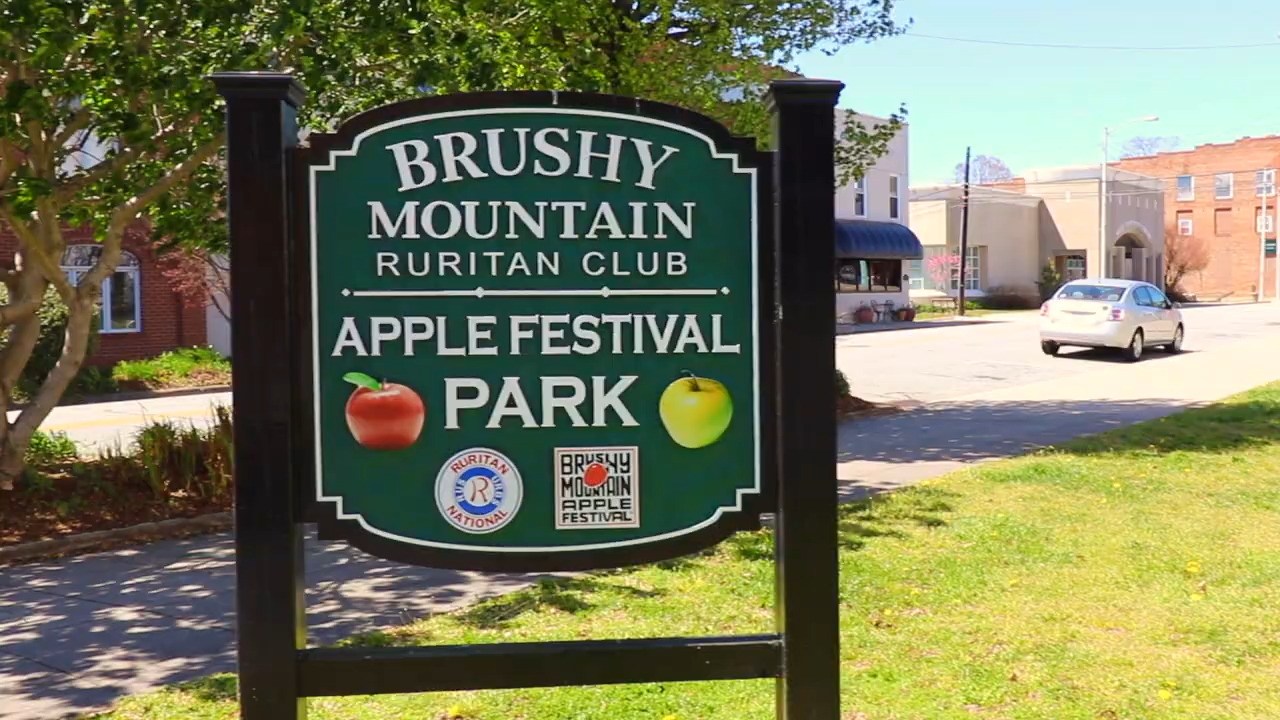 BRUSHY
MOUNTAIN
RURITAN CLUB
APPLE FESTIVAL
PARK
RURITAN
R
NATIONAL
BRUSHY
MOUNTAIN
APPLE
FESTIVAL